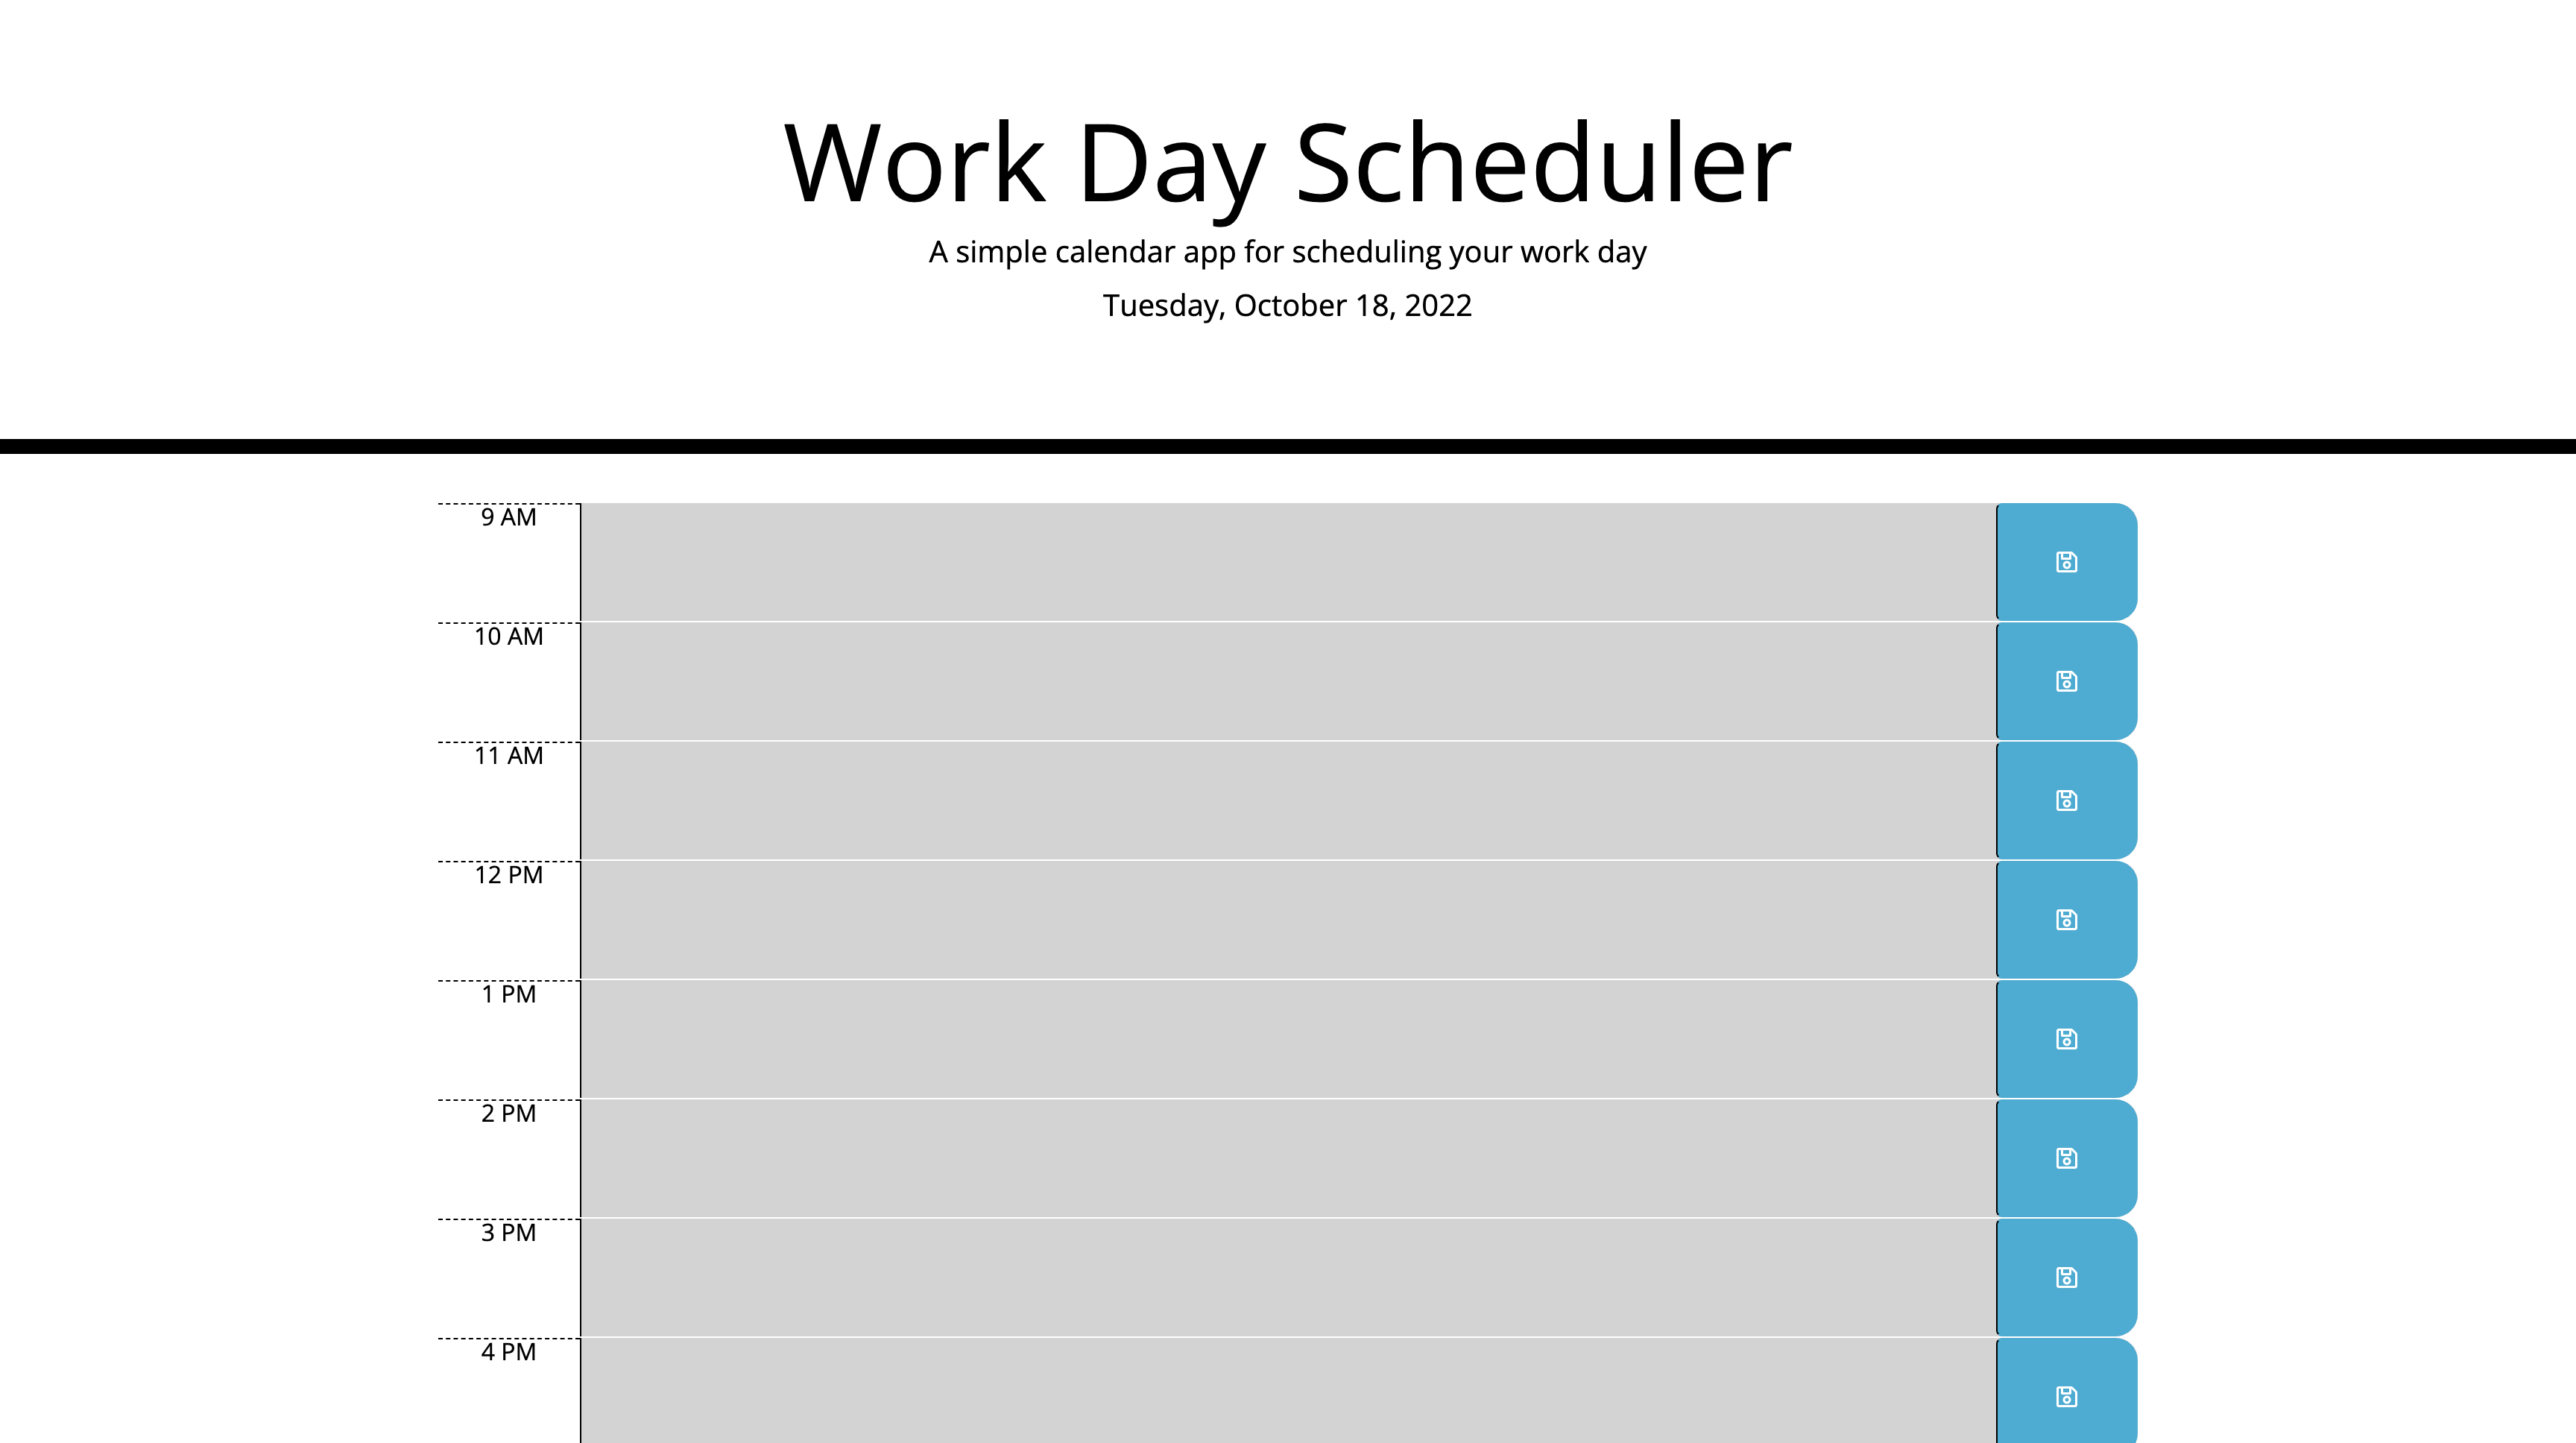 Work Day Scheduler
A simple calendar app for scheduling your work day
Tuesday, October 18, 2022
9 AM
10 AM
11 AM
12 PM
1 PM
2 PM
3 PM
4 PM